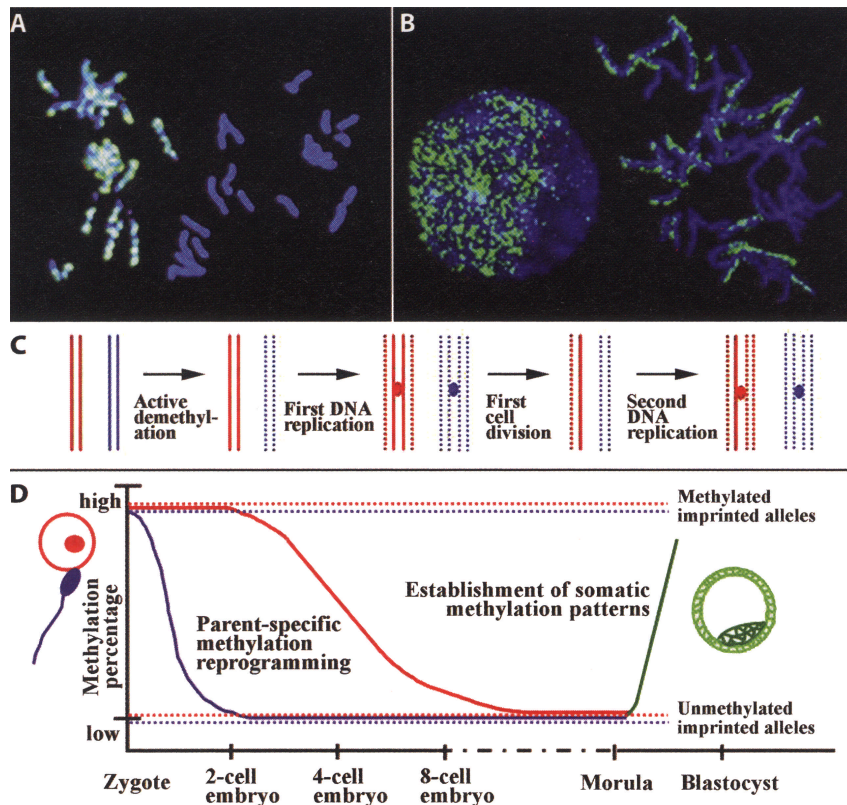 A
B
C
Active
demethyl-
ation
First DNA
replication
First
cell
division
Second
DNA
replication
D
high
Methylated
imprinted alleles
Methylation
percentage
Parent-specific
methylation
reprogramming
Establishment of somatic
methylation patterns
Unmethylated
imprinted alleles
low
Zygote
2-cell
embryo
4-cell
embryo
8-cell
embryo
Morula
Blastocyst